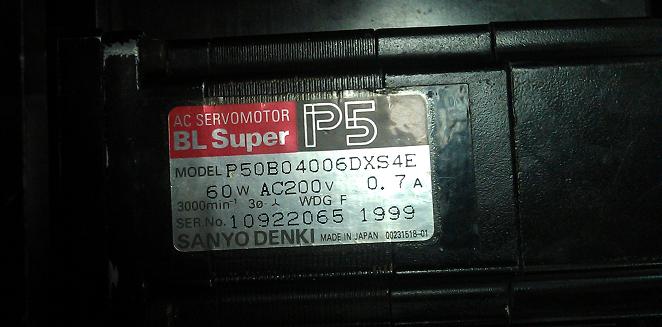 AC SERVOMOTOR
BL Super P5
MODEL P50B04006DXS4E
60W AC200V 0.7A
3000min⁻¹ 3ø 人 WDG F
SER.No. 10922065 1999
SANYO DENKI MADE IN JAPAN 00231518-01